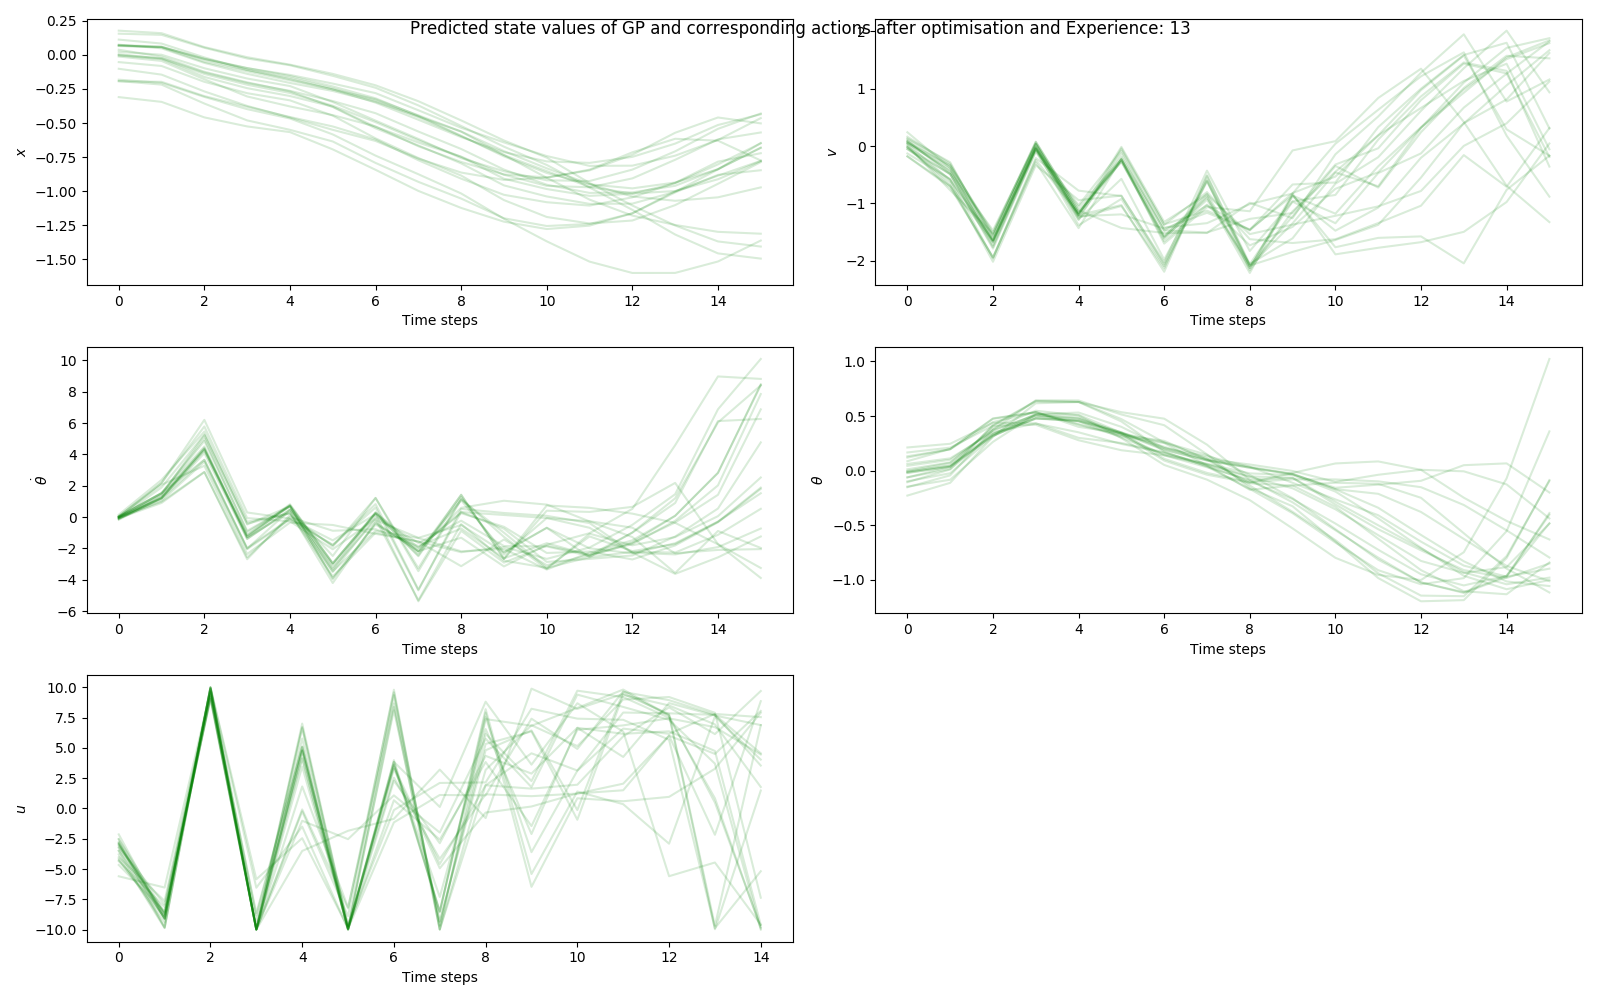 Predicted state values of GP and corresponding actions after optimisation and Experience: 13
0.25
0.00
−0.25
−0.50
−0.75
−1.00
−1.25
−1.50
x
0 2 4 6 8 10 12 14
Time steps
2
1
0
−1
−2
v
0 2 4 6 8 10 12 14
Time steps
10
8
6
4
2
0
−2
−4
−6
θ̇
0 2 4 6 8 10 12 14
Time steps
1.0
0.5
0.0
−0.5
−1.0
θ
0 2 4 6 8 10 12 14
Time steps
10.0
7.5
5.0
2.5
0.0
−2.5
−5.0
−7.5
−10.0
u
0 2 4 6 8 10 12 14
Time steps